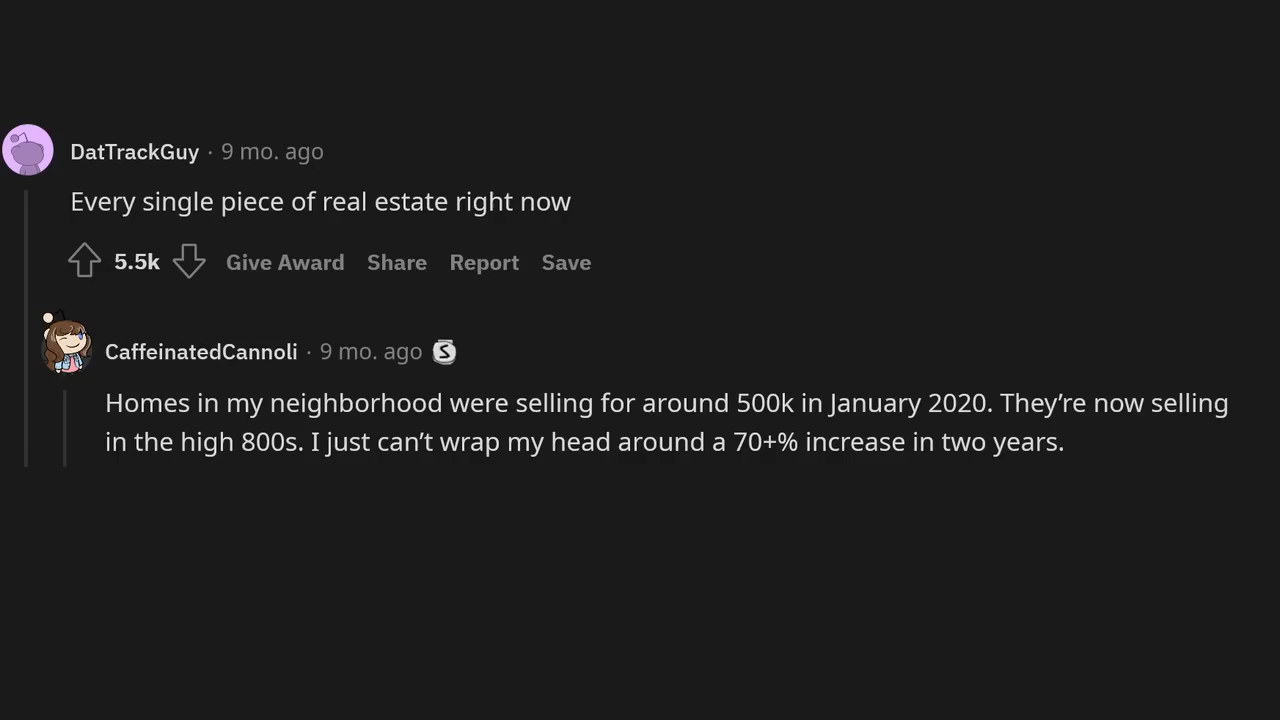 DatTrackGuy · 9 mo. ago
Every single piece of real estate right now
5.5k Give Award Share Report Save
CaffeinatedCannoli · 9 mo. ago S
Homes in my neighborhood were selling for around 500k in January 2020. They’re now selling
in the high 800s. I just can’t wrap my head around a 70+% increase in two years.